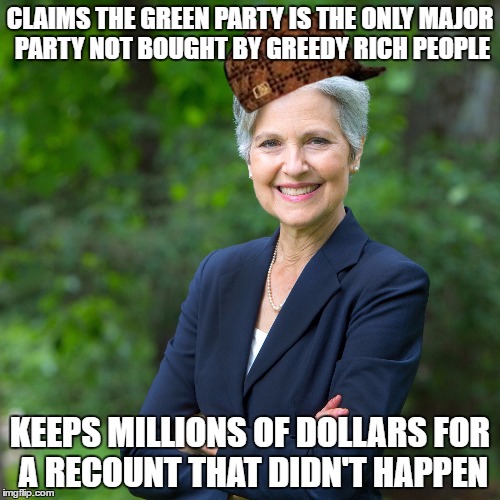 CLAIMS THE GREEN PARTY IS THE ONLY MAJOR
PARTY NOT BOUGHT BY GREEDY RICH PEOPLE
KEEPS MILLIONS OF DOLLARS FOR
A RECOUNT THAT DIDN'T HAPPEN
imgflip.com